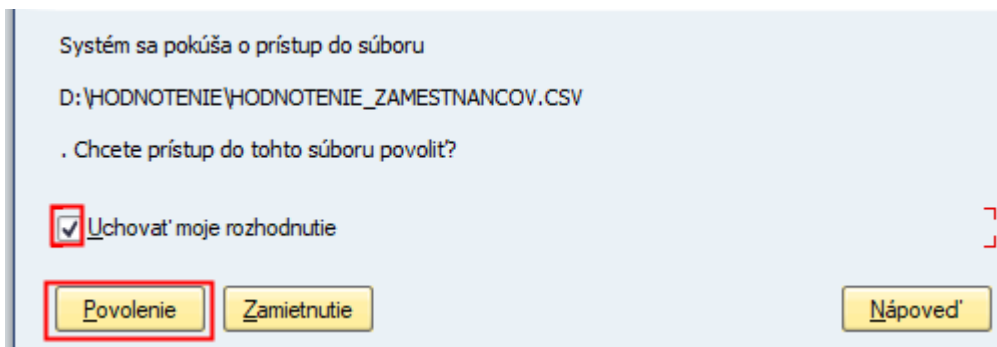 Systém sa pokúša o prístup do súboru
D:\HODNOTENIE\HODNOTENIE_ZAMESTNANCOV.CSV
. Chcete prístup do tohto súboru povoliť?
Uchovať moje rozhodnutie
Povolenie Zamietnutie Nápoveď